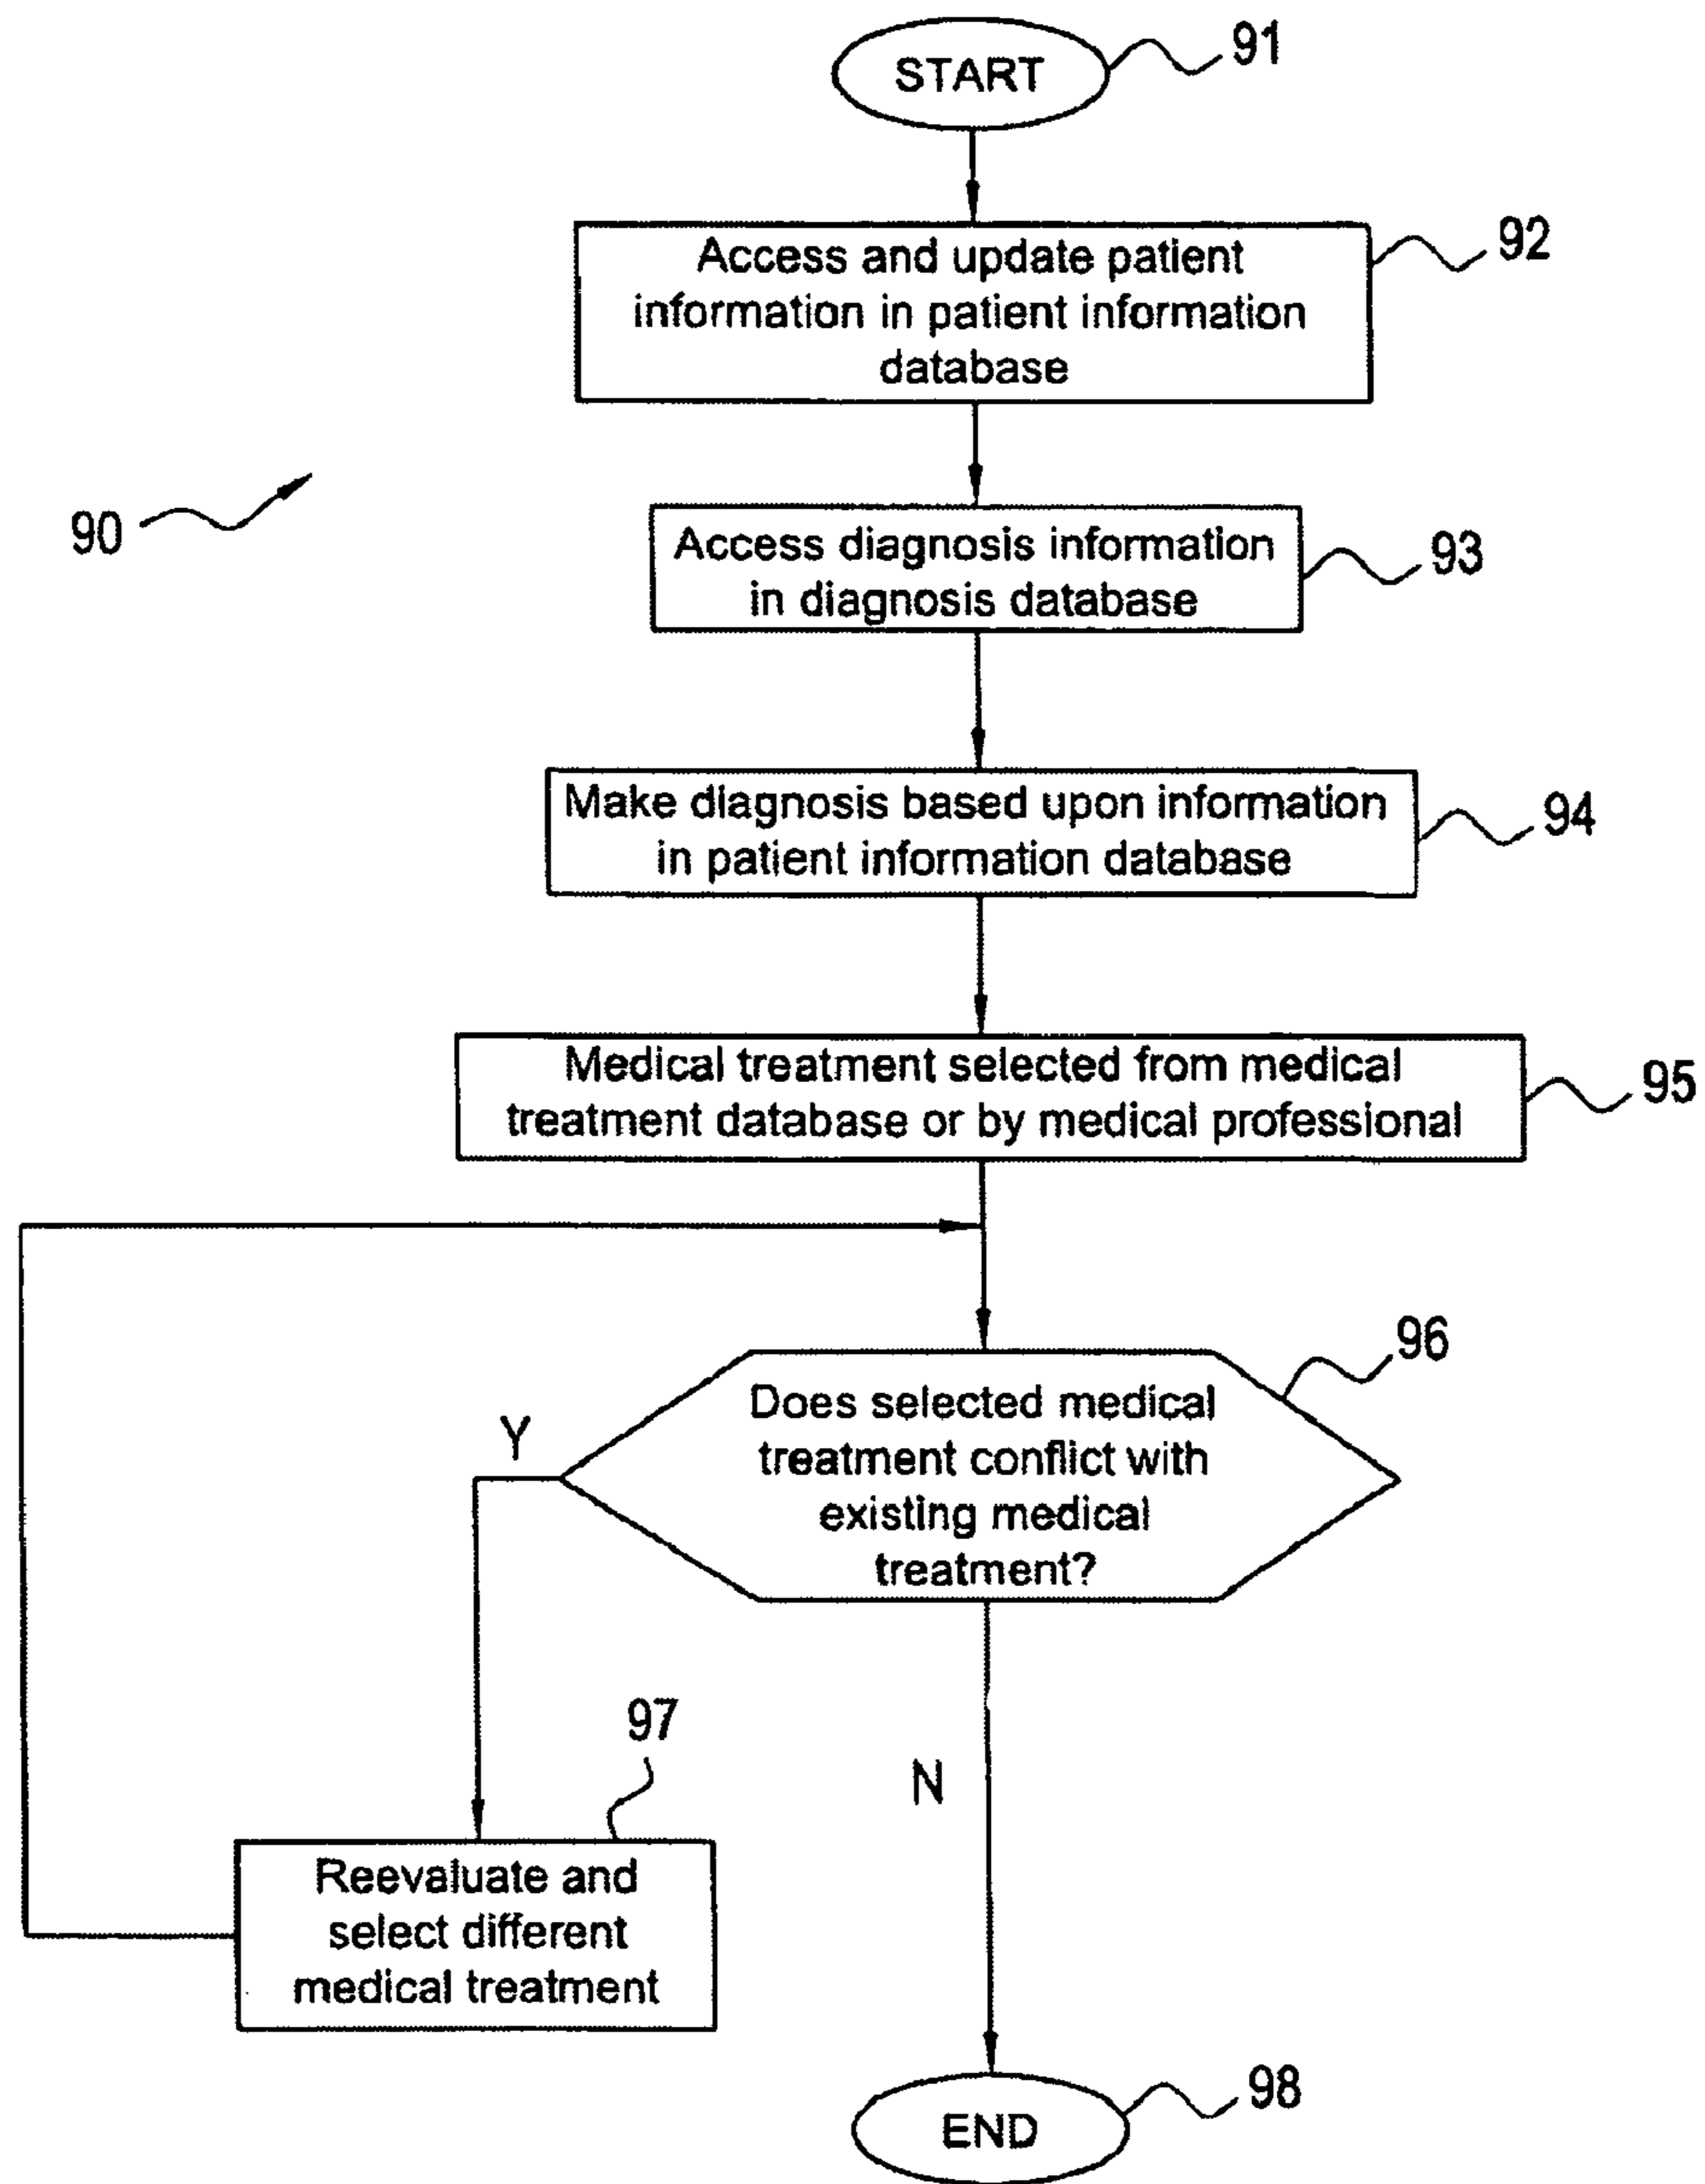 START
91
Access and update patient
information in patient information
database
92
90
Access diagnosis information
in diagnosis database
93
Make diagnosis based upon information
in patient information database
94
Medical treatment selected from medical
treatment database or by medical professional
95
96
Does selected medical
treatment conflict with
existing medical
treatment?
Y
N
97
Reevaluate and
select different
medical treatment
END
98